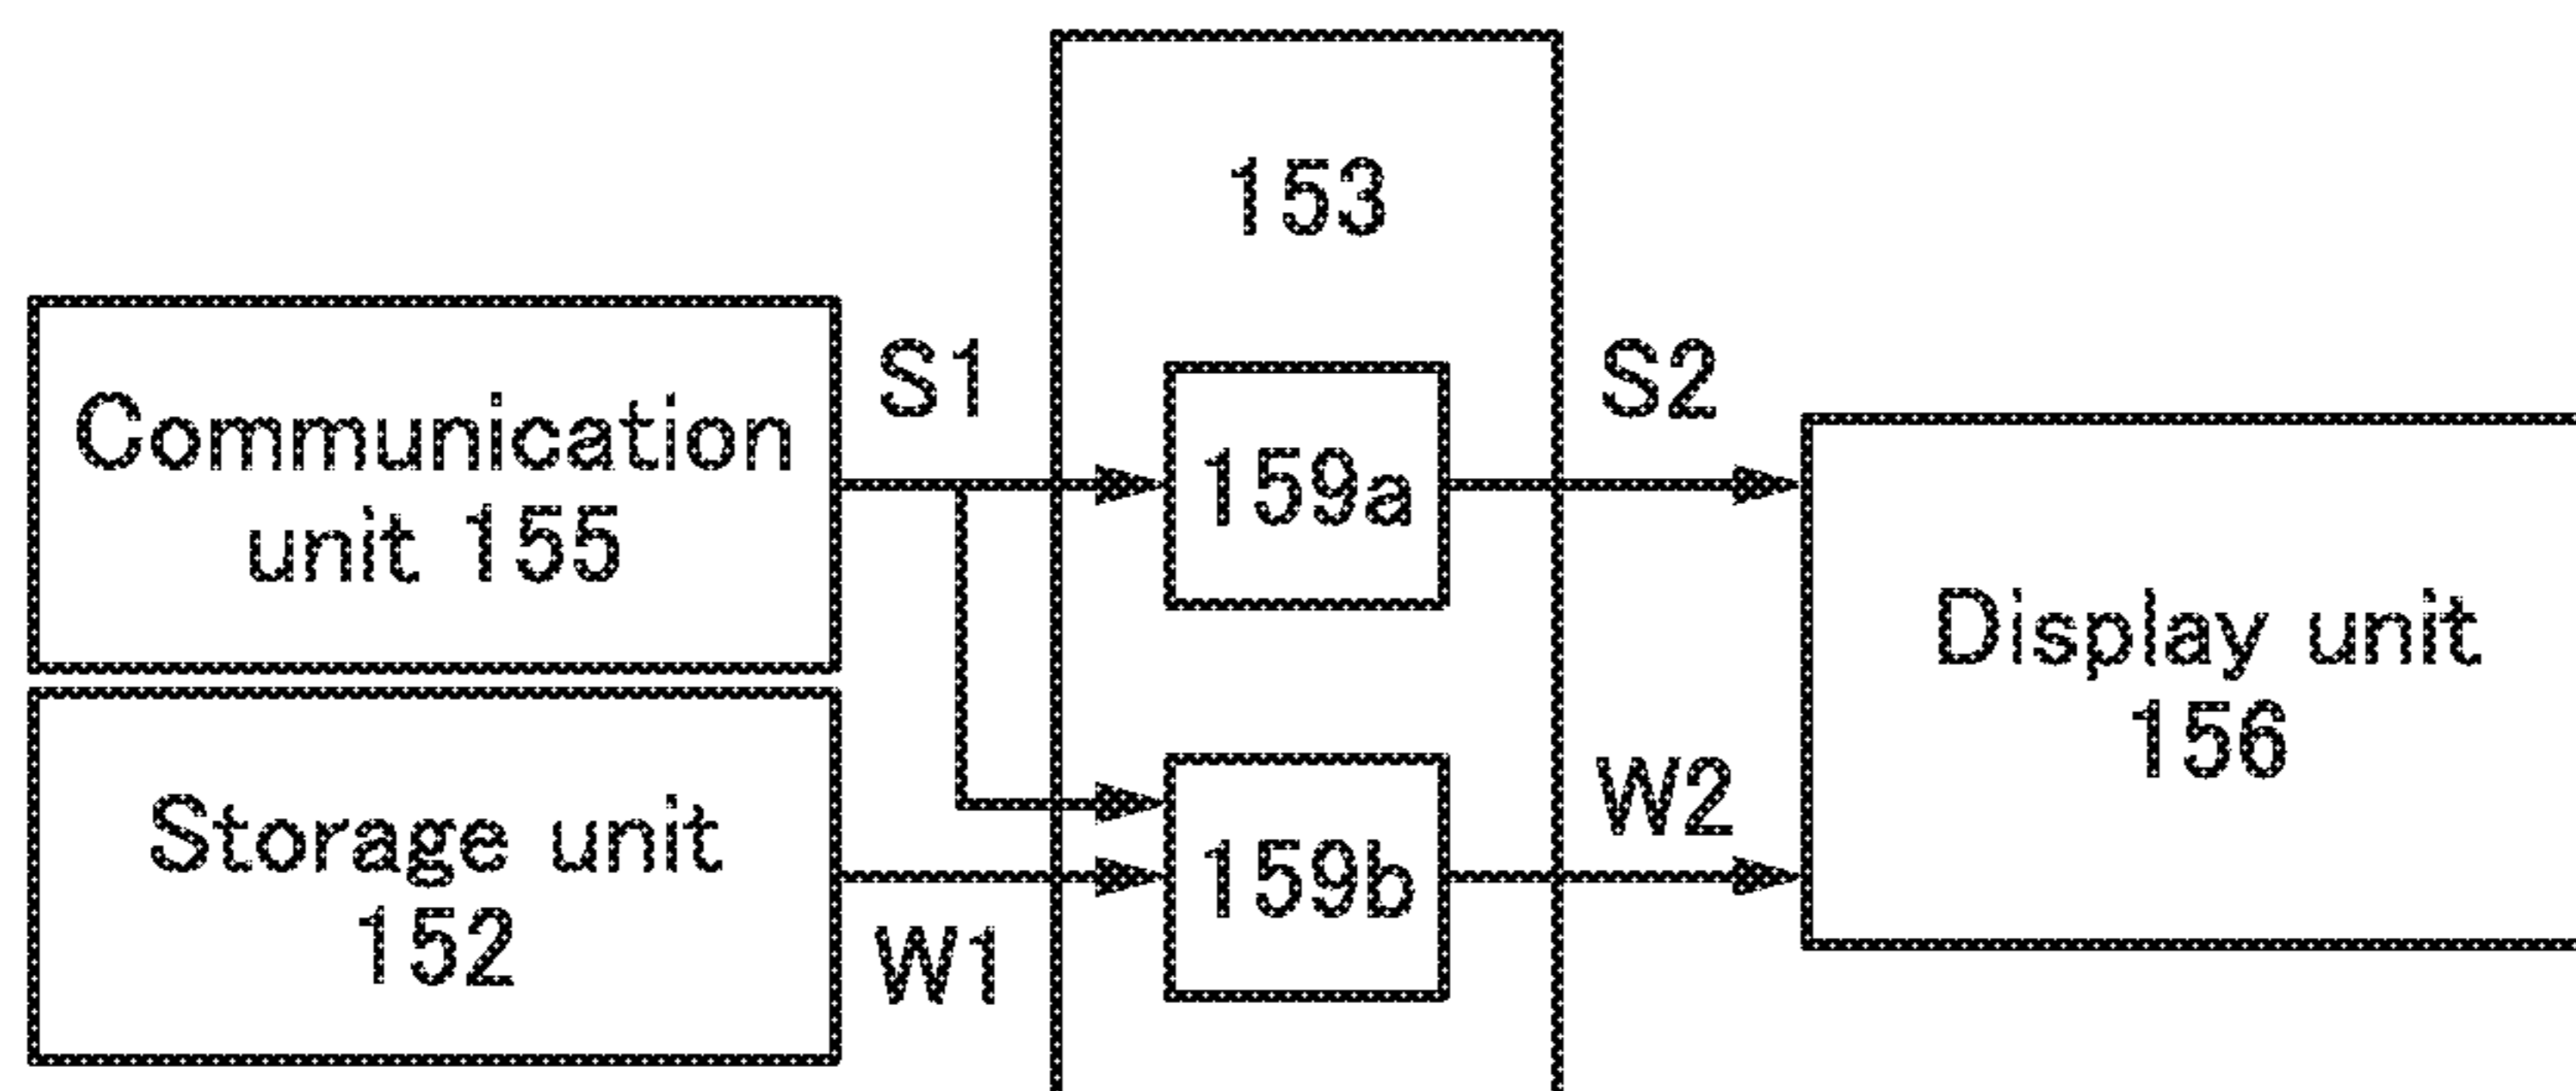 153
Communication
unit 155
S1
159a
S2
Display unit
156
Storage unit
152
W1
159b
W2